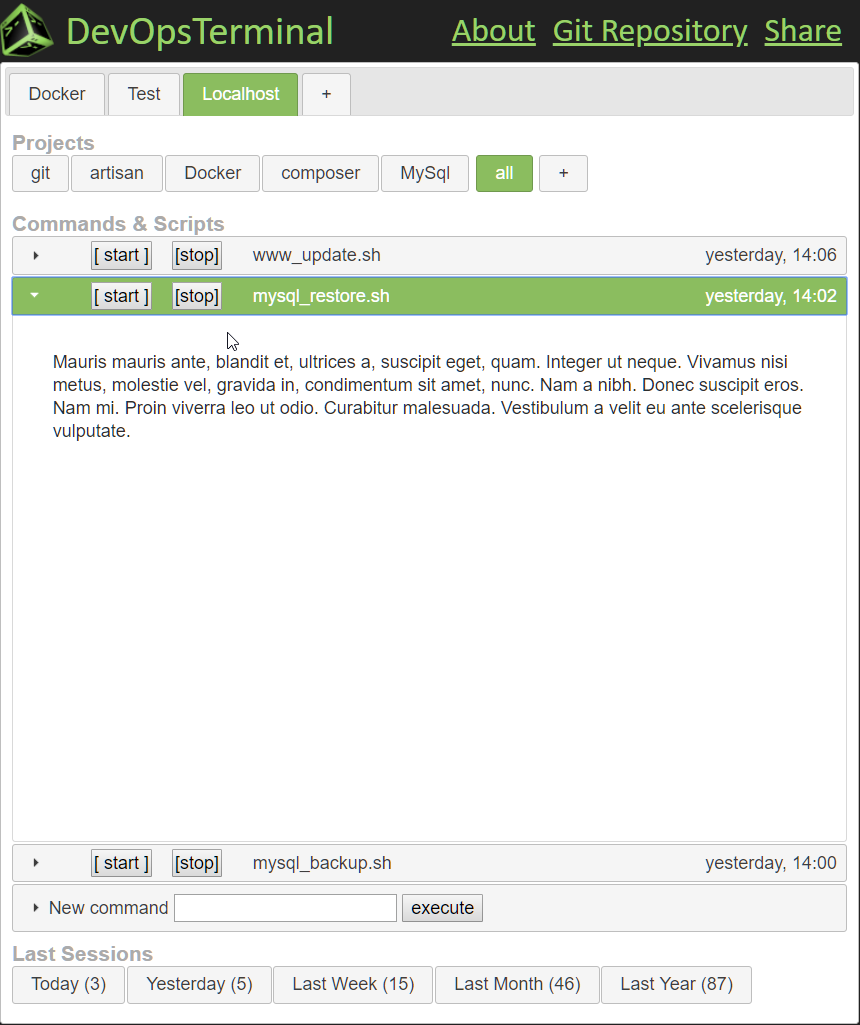 DevOpsTerminal About Git Repository Share
Docker Test Localhost +
Projects
git artisan Docker composer MySql all +
Commands & Scripts
[ start ] [stop] www_update.sh yesterday, 14:06
[ start ] [stop] mysql_restore.sh yesterday, 14:02
Mauris mauris ante, blandit et, ultrices a, suscipit eget, quam. Integer ut neque. Vivamus nisi
metus, molestie vel, gravida in, condimentum sit amet, nunc. Nam a nibh. Donec suscipit eros.
Nam mi. Proin viverra leo ut odio. Curabitur malesuada. Vestibulum a velit eu ante scelerisque
vulputate.
[ start ] [stop] mysql_backup.sh yesterday, 14:00
New command execute
Last Sessions
Today (3) Yesterday (5) Last Week (15) Last Month (46) Last Year (87)